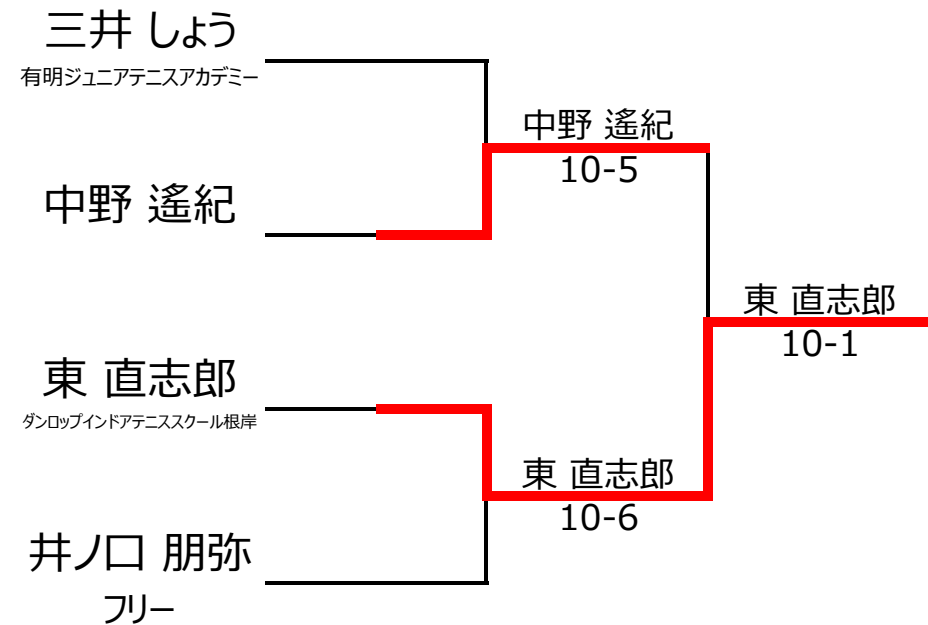 三井 しょう
有明ジュニアテニスアカデミー
中野 遙紀
10-5
中野 遙紀
東 直志郎
10-1
東 直志郎
ダンロップインドアテニススクール根岸
東 直志郎
10-6
井ノ口 朋弥
フリー